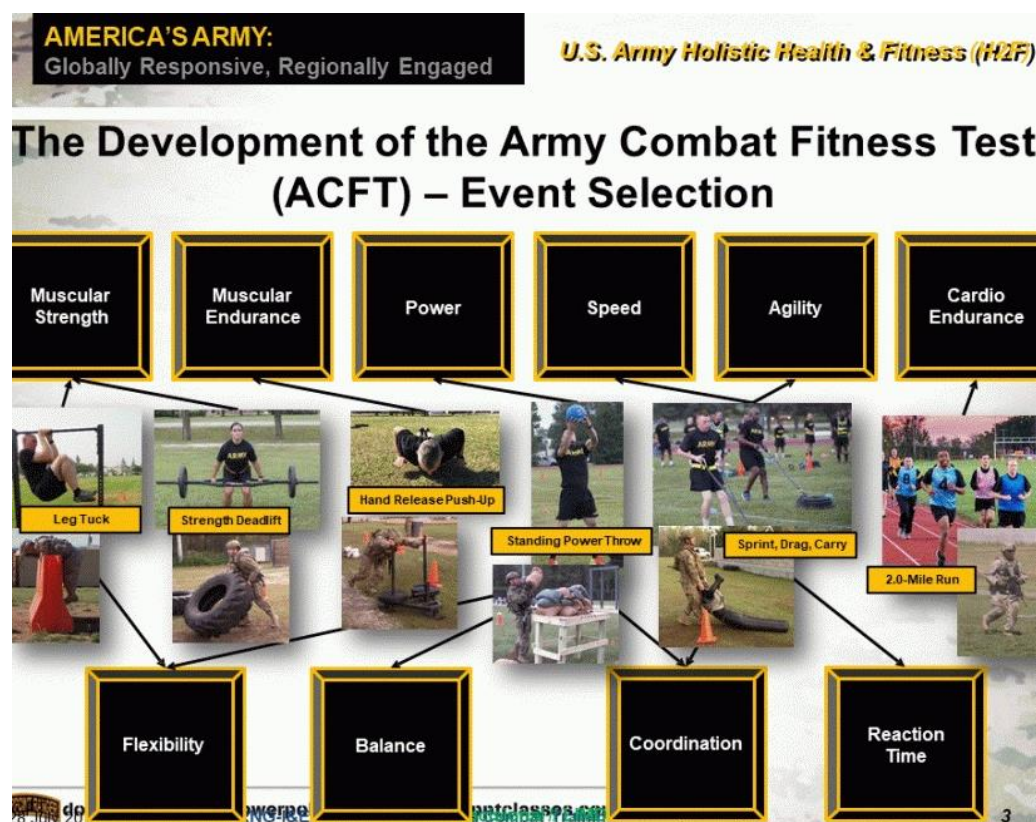 AMERICA'S ARMY:
Globally Responsive, Regionally Engaged
U.S. Army Holistic Health & Fitness (H2F)
The Development of the Army Combat Fitness Test
(ACFT) – Event Selection
Muscular
Strength
Muscular
Endurance
Power
Speed
Agility
Cardio
Endurance
Leg Tuck
Strength Deadlift
Hand Release Push-Up
Standing Power Throw
Sprint, Drag, Carry
2.0-Mile Run
Flexibility
Balance
Coordination
Reaction
Time
3